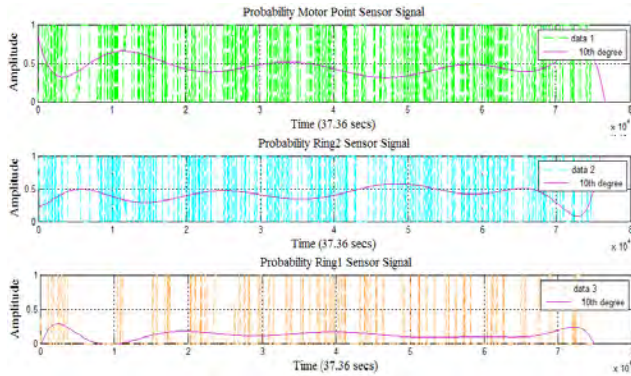 Probability Motor Point Sensor Signal
Amplitude
1
0.5
0
data 1
10th degree
0 1 2 3 4 5 6 7 8
Time (37.36 secs)
x 10⁴
Probability Ring2 Sensor Signal
Amplitude
1
0.5
0
data 2
10th degree
0 1 2 3 4 5 6 7 8
Time (37.36 secs)
x 10
Probability Ring1 Sensor Signal
Amplitude
1
0.5
0
data 3
10th degree
0 1 2 3 4 5 6 7 8
Time (37.36 secs)
x 10